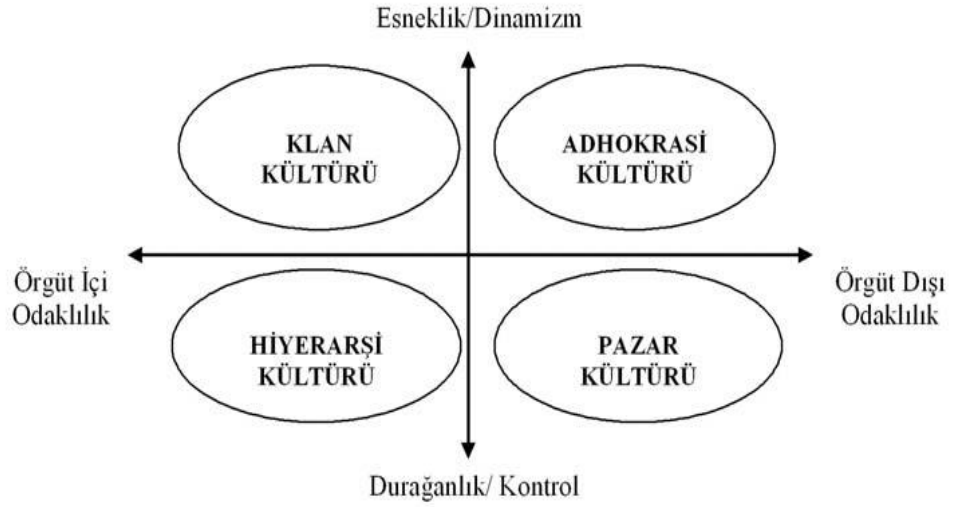 Esneklik/Dinamizm
KLAN
KÜLTÜRÜ
ADHOKRASİ
KÜLTÜRÜ
Örgüt İçi
Odaklılık
Örgüt Dışı
Odaklılık
HİYERARŞİ
KÜLTÜRÜ
PAZAR
KÜLTÜRÜ
Durağanlık/ Kontrol